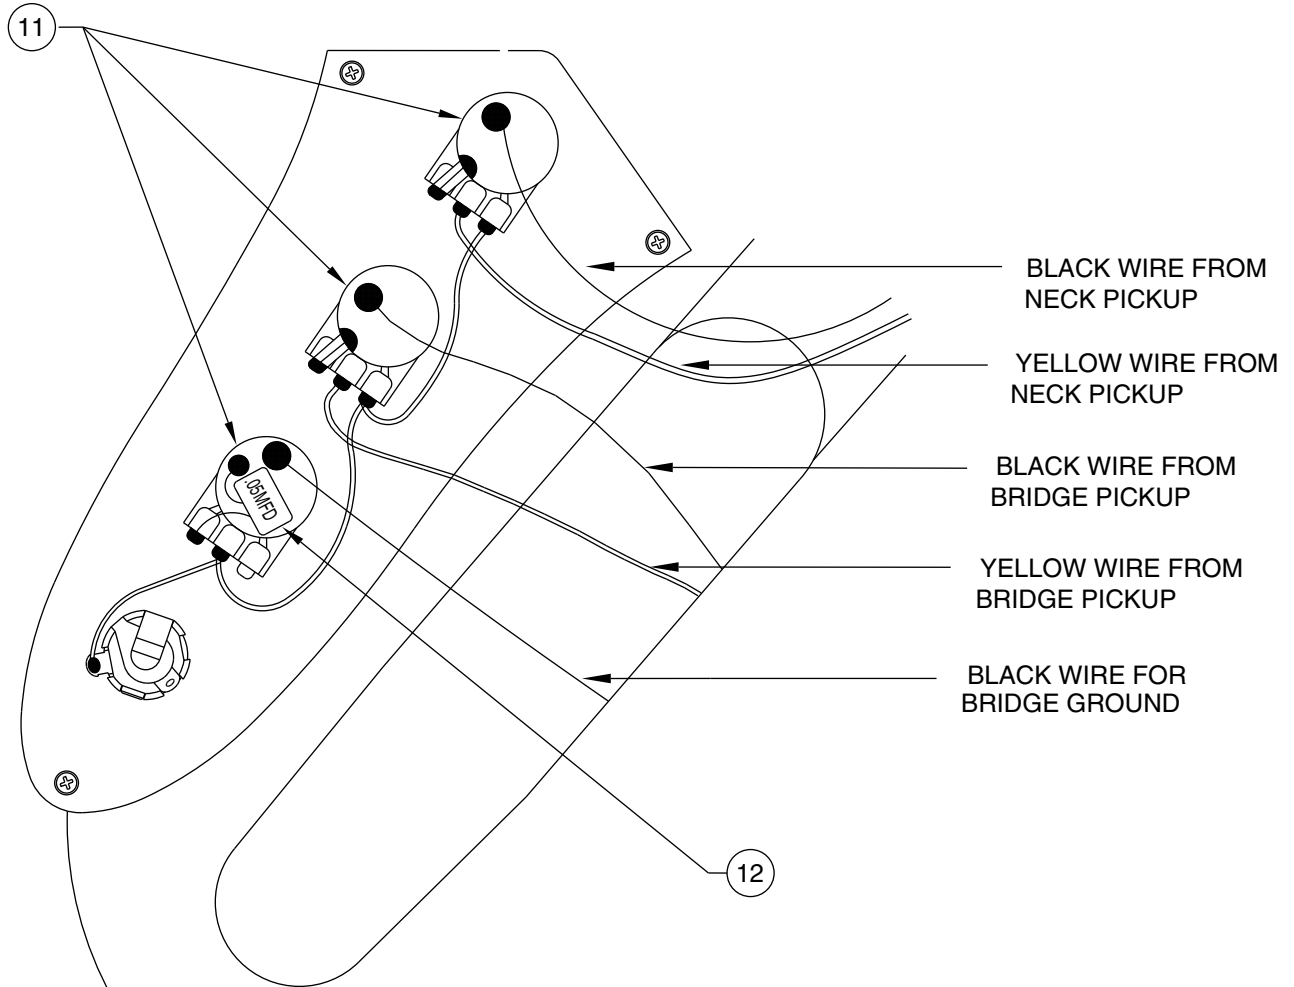 11
BLACK WIRE FROM
NECK PICKUP
YELLOW WIRE FROM
NECK PICKUP
BLACK WIRE FROM
BRIDGE PICKUP
.05MFD
YELLOW WIRE FROM
BRIDGE PICKUP
BLACK WIRE FOR
BRIDGE GROUND
12